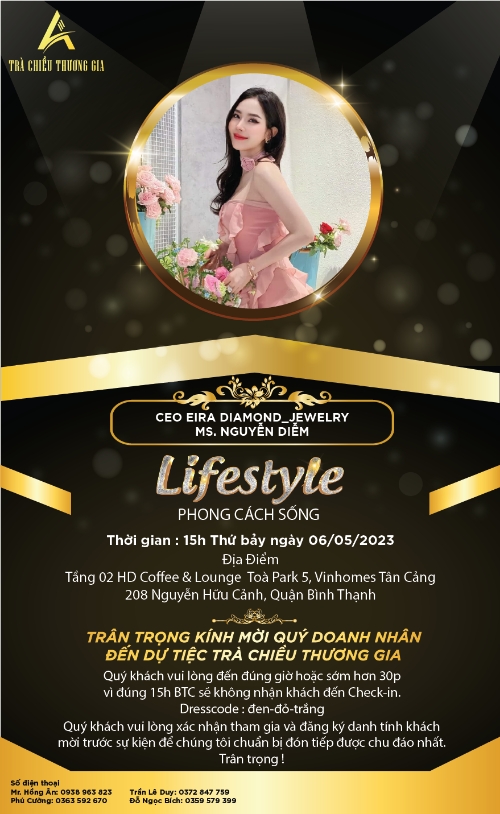 TRÀ CHIỀU THƯƠNG GIA
CEO EIRA DIAMOND_JEWELRY
MS. NGUYỄN DIỄM
Lifestyle
PHONG CÁCH SỐNG
Thời gian : 15h Thứ bảy ngày 06/05/2023
Địa Điểm
Tầng 02 HD Coffee & Lounge Toà Park 5, Vinhomes Tân Cảng
208 Nguyễn Hữu Cảnh, Quận Bình Thạnh
TRÂN TRỌNG KÍNH MỜI QUÝ DOANH NHÂN
ĐẾN DỰ TIỆC TRÀ CHIỀU THƯƠNG GIA
Quý khách vui lòng đến đúng giờ hoặc sớm hơn 30p
vì đúng 15h BTC sẽ không nhận khách đến Check-in.
Dresscode : đen-đỏ-trắng
Quý khách vui lòng xác nhận tham gia và đăng ký danh tính khách
mời trước sự kiện để chúng tôi chuẩn bị đón tiếp được chu đáo nhất.
Trân trọng !
Số điện thoại
Mr. Hồng Ân: 0938 963 823 Trần Lê Duy: 0372 847 759
Phú Cường: 0363 592 670 Đỗ Ngọc Bích: 0359 579 399